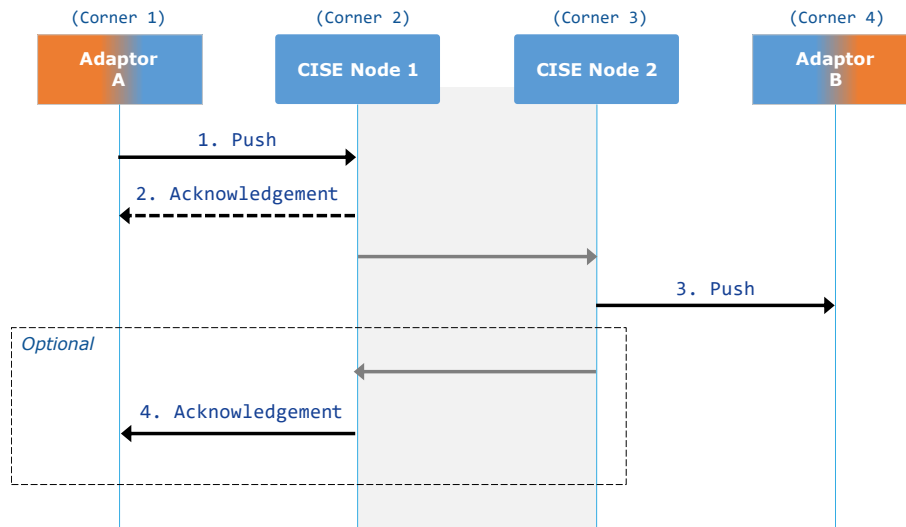 (Corner 1)
(Corner 2)
(Corner 3)
(Corner 4)
Adaptor
A
CISE Node 1
CISE Node 2
Adaptor
B
1. Push
2. Acknowledgement
3. Push
Optional
4. Acknowledgement